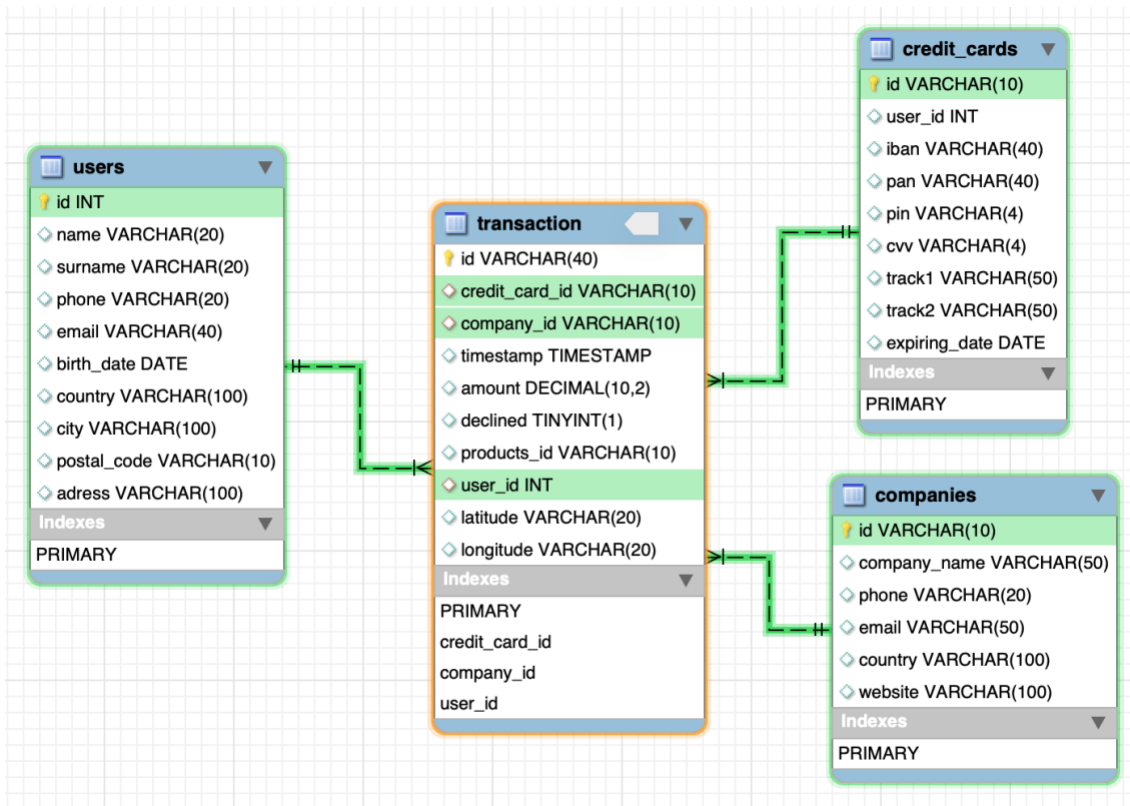 users
id INT
name VARCHAR(20)
surname VARCHAR(20)
phone VARCHAR(20)
email VARCHAR(40)
birth_date DATE
country VARCHAR(100)
city VARCHAR(100)
postal_code VARCHAR(10)
adress VARCHAR(100)
Indexes
PRIMARY
transaction
id VARCHAR(40)
credit_card_id VARCHAR(10)
company_id VARCHAR(10)
timestamp TIMESTAMP
amount DECIMAL(10,2)
declined TINYINT(1)
products_id VARCHAR(10)
user_id INT
latitude VARCHAR(20)
longitude VARCHAR(20)
Indexes
PRIMARY
credit_card_id
company_id
user_id
credit_cards
id VARCHAR(10)
user_id INT
iban VARCHAR(40)
pan VARCHAR(40)
pin VARCHAR(4)
cvv VARCHAR(4)
track1 VARCHAR(50)
track2 VARCHAR(50)
expiring_date DATE
Indexes
PRIMARY
companies
id VARCHAR(10)
company_name VARCHAR(50)
phone VARCHAR(20)
email VARCHAR(50)
country VARCHAR(100)
website VARCHAR(100)
Indexes
PRIMARY